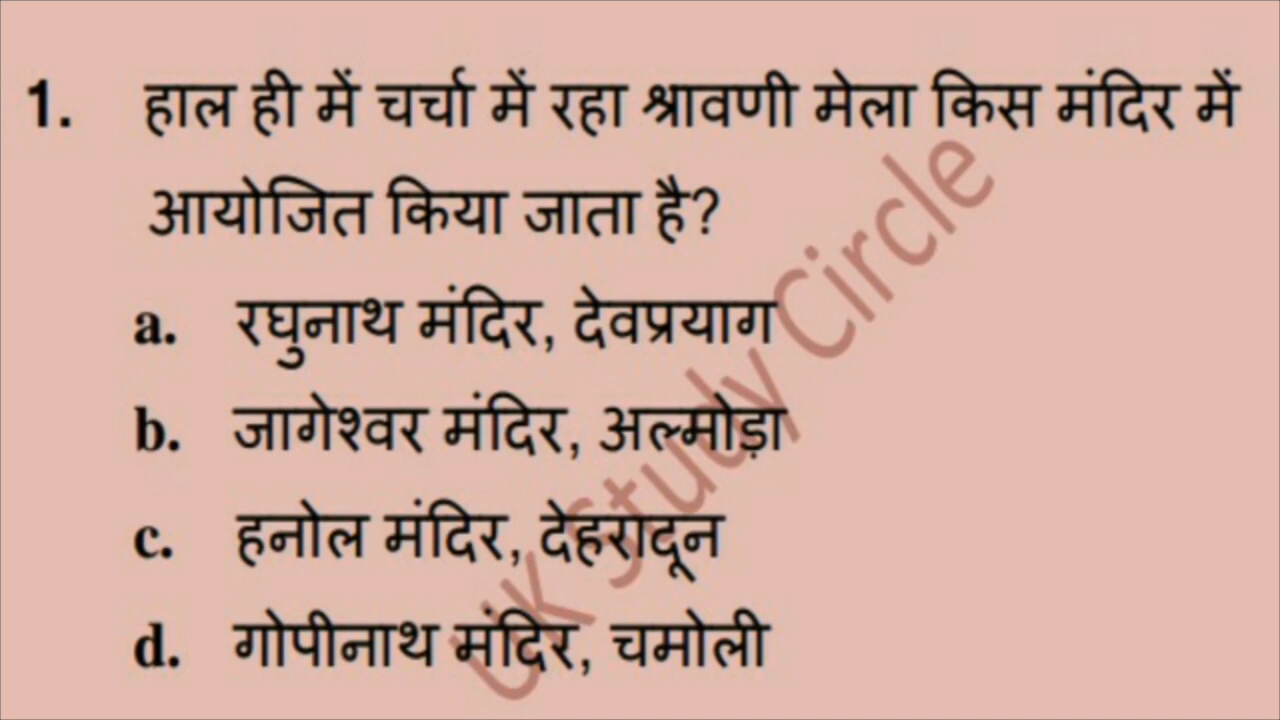 1. हाल ही में चर्चा में रहा श्रावणी मेला किस मंदिर में
आयोजित किया जाता है?
a. रघुनाथ मंदिर, देवप्रयाग
b. जागेश्वर मंदिर, अल्मोड़ा
c. हनोल मंदिर, देहरादून
d. गोपीनाथ मंदिर, चमोली
UK Study Circle